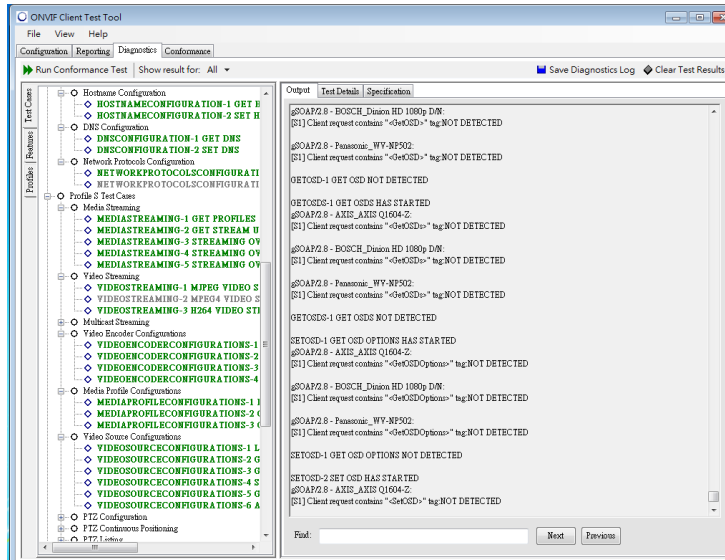 ONVIF Client Test Tool
File View Help
Configuration Reporting Diagnostics Conformance
Run Conformance Test Show result for: All
Save Diagnostics Log Clear Test Results
Test Cases
Features
Profiles
Hostname Configuration
HOSTNAMECONFIGURATION-1 GET H
HOSTNAMECONFIGURATION-2 SET H
DNS Configuration
DNSCONFIGURATION-1 GET DNS
DNSCONFIGURATION-2 SET DNS
Network Protocols Configuration
NETWORKPROTOCOLSCONFIGURATI
NETWORKPROTOCOLSCONFIGURATI
Profile S Test Cases
Media Streaming
MEDIASTREAMING-1 GET PROFILES
MEDIASTREAMING-2 GET STREAM U
MEDIASTREAMING-3 STREAMING OV
MEDIASTREAMING-4 STREAMING OV
MEDIASTREAMING-5 STREAMING OV
Video Streaming
VIDEOSTREAMING-1 MJPEG VIDEO S
VIDEOSTREAMING-2 MPEG4 VIDEO S
VIDEOSTREAMING-3 H264 VIDEO STI
Multicast Streaming
Video Encoder Configurations
VIDEOENCODERCONFIGURATIONS-1
VIDEOENCODERCONFIGURATIONS-2
VIDEOENCODERCONFIGURATIONS-3
VIDEOENCODERCONFIGURATIONS-4
Media Profile Configurations
MEDIAPROFILECONFIGURATIONS-1
MEDIAPROFILECONFIGURATIONS-2
MEDIAPROFILECONFIGURATIONS-3
Video Source Configurations
VIDEOSOURCECONFIGURATIONS-1 L
VIDEOSOURCECONFIGURATIONS-2 G
VIDEOSOURCECONFIGURATIONS-3 G
VIDEOSOURCECONFIGURATIONS-4 S
VIDEOSOURCECONFIGURATIONS-5 G
VIDEOSOURCECONFIGURATIONS-6 A
PTZ Configuration
PTZ Continuous Positioning
PTZ Listing
Output Test Details Specification
gSOAP/2.8 - BOSCH_Dinion HD 1080p D/N:
[S1] Client request contains "<GetOSD>" tag:NOT DETECTED
gSOAP/2.8 - Panasonic_WV-NP502:
[S1] Client request contains "<GetOSD>" tag:NOT DETECTED
GETOSD-1 GET OSD NOT DETECTED
GETOSDS-1 GET OSDS HAS STARTED
gSOAP/2.8 - AXIS_AXIS Q1604-Z:
[S1] Client request contains "<GetOSDs>" tag:NOT DETECTED
gSOAP/2.8 - BOSCH_Dinion HD 1080p D/N:
[S1] Client request contains "<GetOSDs>" tag:NOT DETECTED
gSOAP/2.8 - Panasonic_WV-NP502:
[S1] Client request contains "<GetOSDs>" tag:NOT DETECTED
GETOSDS-1 GET OSDS NOT DETECTED
SETOSD-1 GET OSD OPTIONS HAS STARTED
gSOAP/2.8 - AXIS_AXIS Q1604-Z:
[S1] Client request contains "<GetOSDOptions>" tag:NOT DETECTED
gSOAP/2.8 - BOSCH_Dinion HD 1080p D/N:
[S1] Client request contains "<GetOSDOptions>" tag:NOT DETECTED
gSOAP/2.8 - Panasonic_WV-NP502:
[S1] Client request contains "<GetOSDOptions>" tag:NOT DETECTED
SETOSD-1 GET OSD OPTIONS NOT DETECTED
SETOSD-2 SET OSD HAS STARTED
gSOAP/2.8 - AXIS_AXIS Q1604-Z:
[S1] Client request contains "<SetOSD>" tag:NOT DETECTED
Find: Next Previous